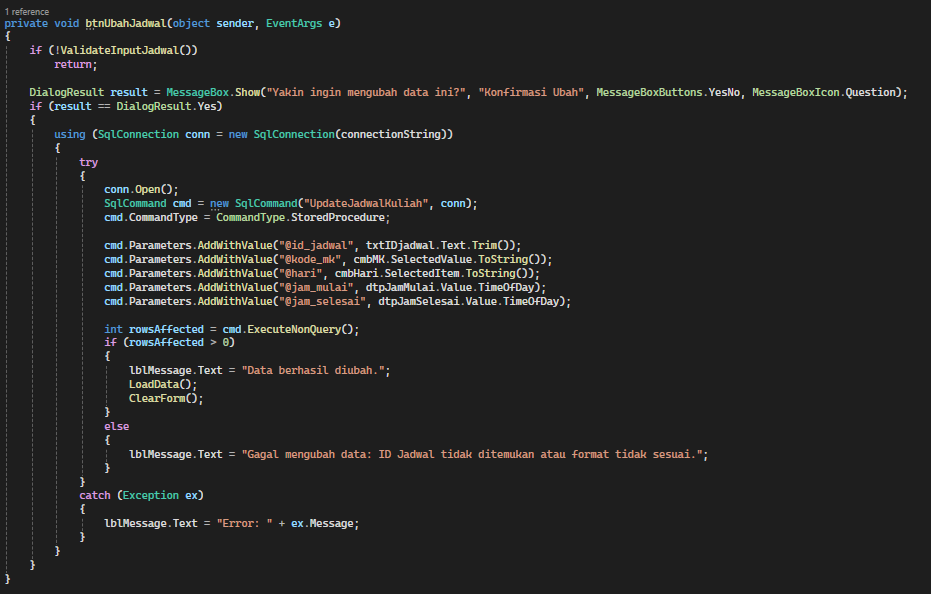 1 reference
private void btnUbahJadwal(object sender, EventArgs e)
{
if (!ValidateInputJadwal())
return;
DialogResult result = MessageBox.Show("Yakin ingin mengubah data ini?", "Konfirmasi Ubah", MessageBoxButtons.YesNo, MessageBoxIcon.Question);
if (result == DialogResult.Yes)
{
using (SqlConnection conn = new SqlConnection(connectionString))
{
try
{
conn.Open();
SqlCommand cmd = new SqlCommand("UpdateJadwalKuliah", conn);
cmd.CommandType = CommandType.StoredProcedure;
cmd.Parameters.AddWithValue("@id_jadwal", txtIDjadwal.Text.Trim());
cmd.Parameters.AddWithValue("@kode_mk", cmbMK.SelectedValue.ToString());
cmd.Parameters.AddWithValue("@hari", cmbHari.SelectedItem.ToString());
cmd.Parameters.AddWithValue("@jam_mulai", dtpJamMulai.Value.TimeOfDay);
cmd.Parameters.AddWithValue("@jam_selesai", dtpJamSelesai.Value.TimeOfDay);
int rowsAffected = cmd.ExecuteNonQuery();
if (rowsAffected > 0)
{
lblMessage.Text = "Data berhasil diubah.";
LoadData();
ClearForm();
}
else
{
lblMessage.Text = "Gagal mengubah data: ID Jadwal tidak ditemukan atau format tidak sesuai.";
}
}
catch (Exception ex)
{
lblMessage.Text = "Error: " + ex.Message;
}
}
}
}